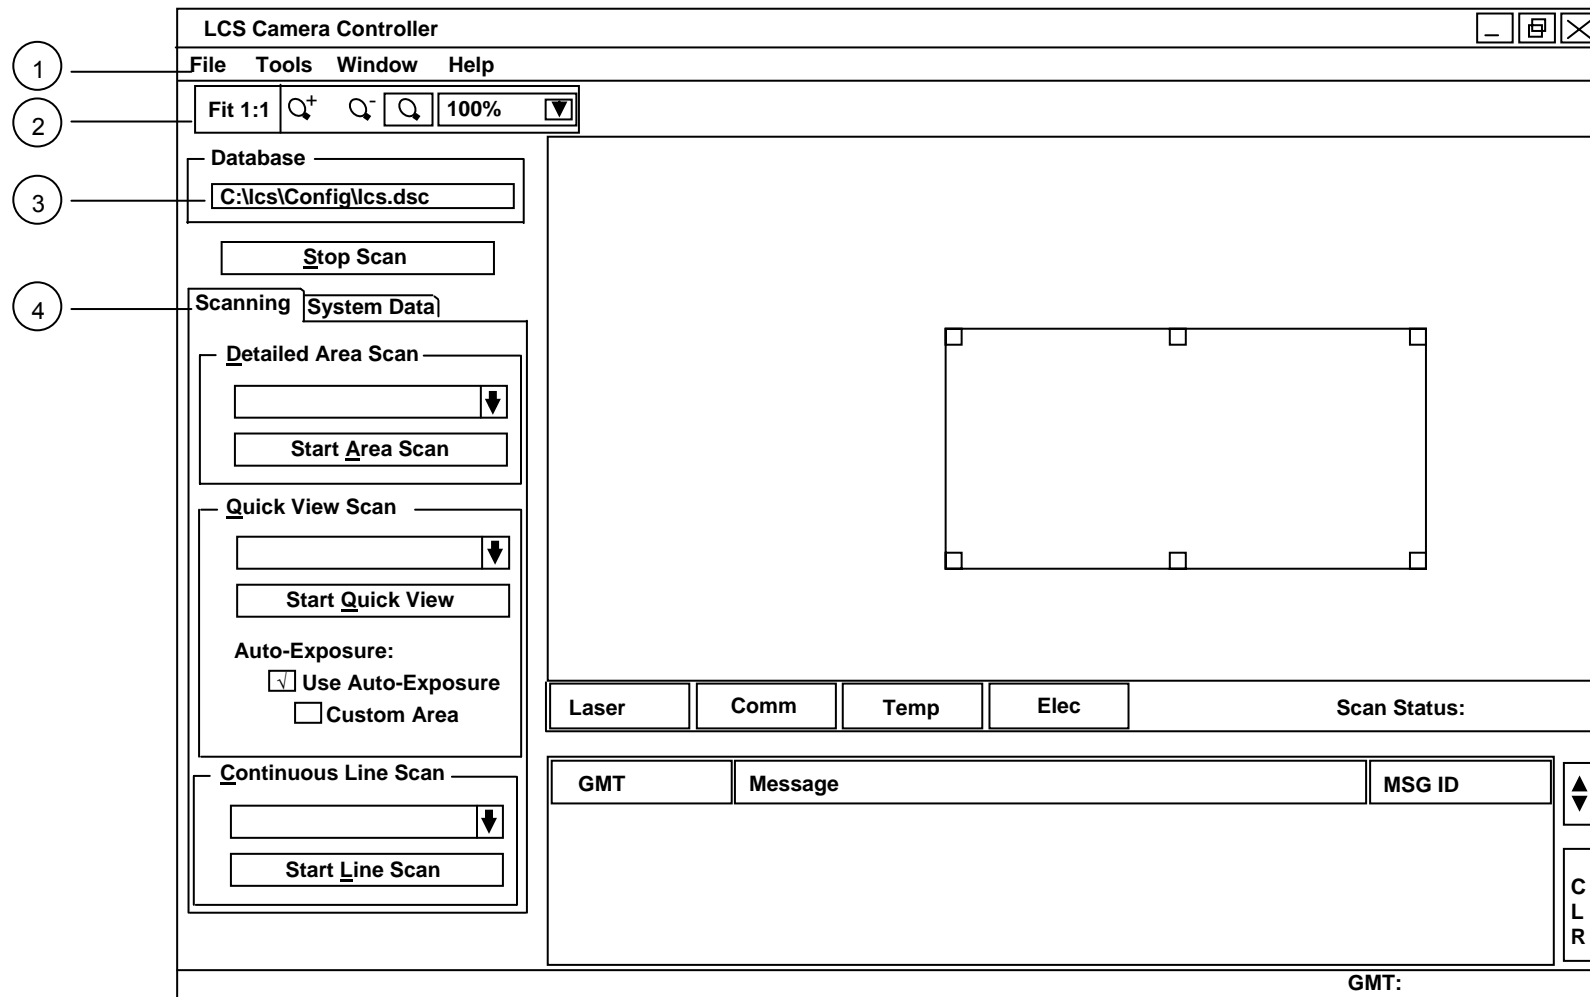 LCS Camera Controller
1
File Tools Window Help
2
Fit 1:1 + - 100%
Database
3
C:\lcs\Config\lcs.dsc
Stop Scan
4
Scanning System Data
Detailed Area Scan
Start Area Scan
Quick View Scan
Start Quick View
Auto-Exposure:
√ Use Auto-Exposure
Custom Area
Continuous Line Scan
Start Line Scan
Laser Comm Temp Elec Scan Status:
GMT Message MSG ID
C
L
R
GMT: